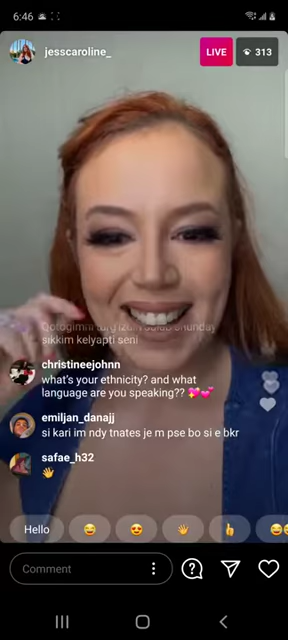 6:46
jesscaroline_
LIVE
313
sikkim kelyapti seni
christineejohnn
what's your ethnicity? and what
language are you speaking?? 💖💕
emiljan_danajj
si kari im ndy tnates je m pse bo si e bkr
safae_h32
👋
Hello 😂 😍 👋 👍 😂
Comment